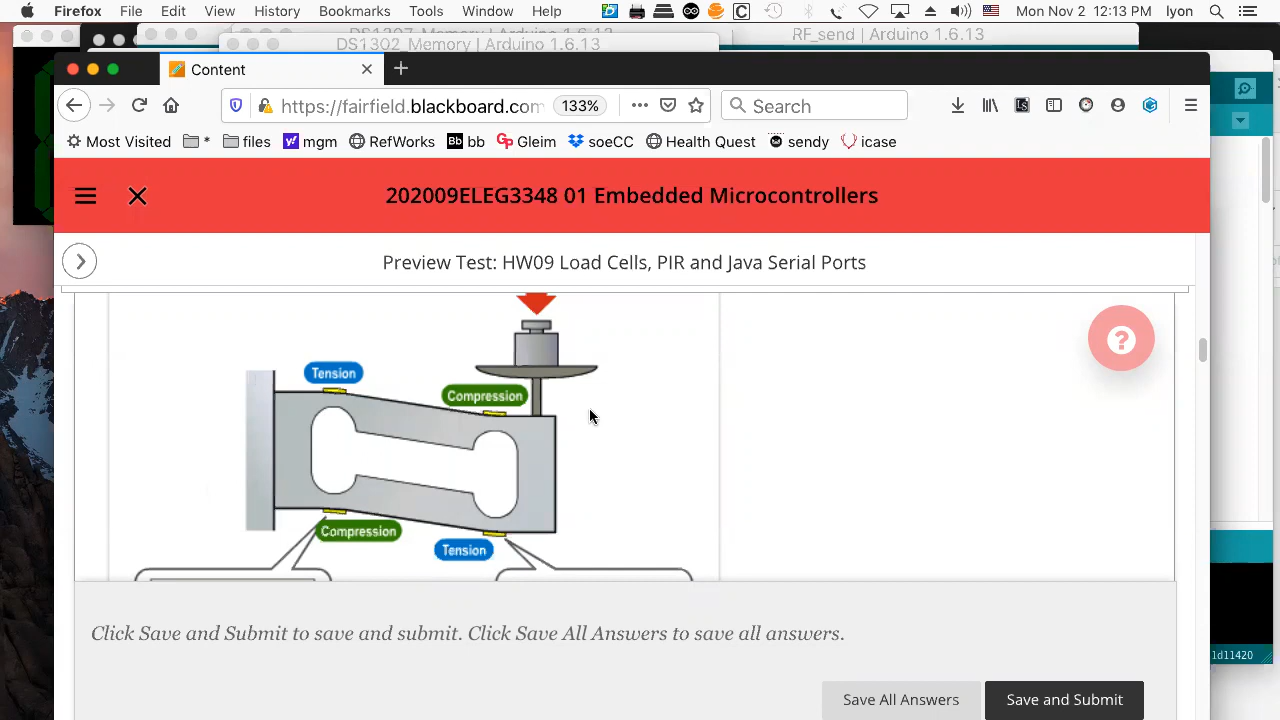 Firefox File Edit View History Bookmarks Tools Window Help Mon Nov 2 12:13 PM lyon
DS1302_Memory | Arduino 1.6.13
RF_send | Arduino 1.6.13
Content
https://fairfield.blackboard.com 133% Search
Most Visited * files mgm RefWorks Bb bb Gp Gleim soeCC Health Quest sendy icase
202009ELEG3348 01 Embedded Microcontrollers
Preview Test: HW09 Load Cells, PIR and Java Serial Ports
Tension
Compression
Compression
Tension
Click Save and Submit to save and submit. Click Save All Answers to save all answers.
1d11420
Save All Answers Save and Submit